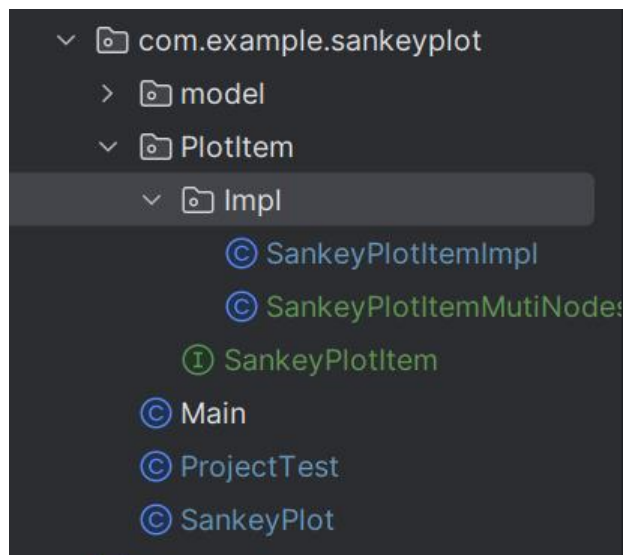 com.example.sankeyplot
model
PlotItem
Impl
C SankeyPlotItemImpl
C SankeyPlotItemMutiNodes
I SankeyPlotItem
C Main
C ProjectTest
C SankeyPlot